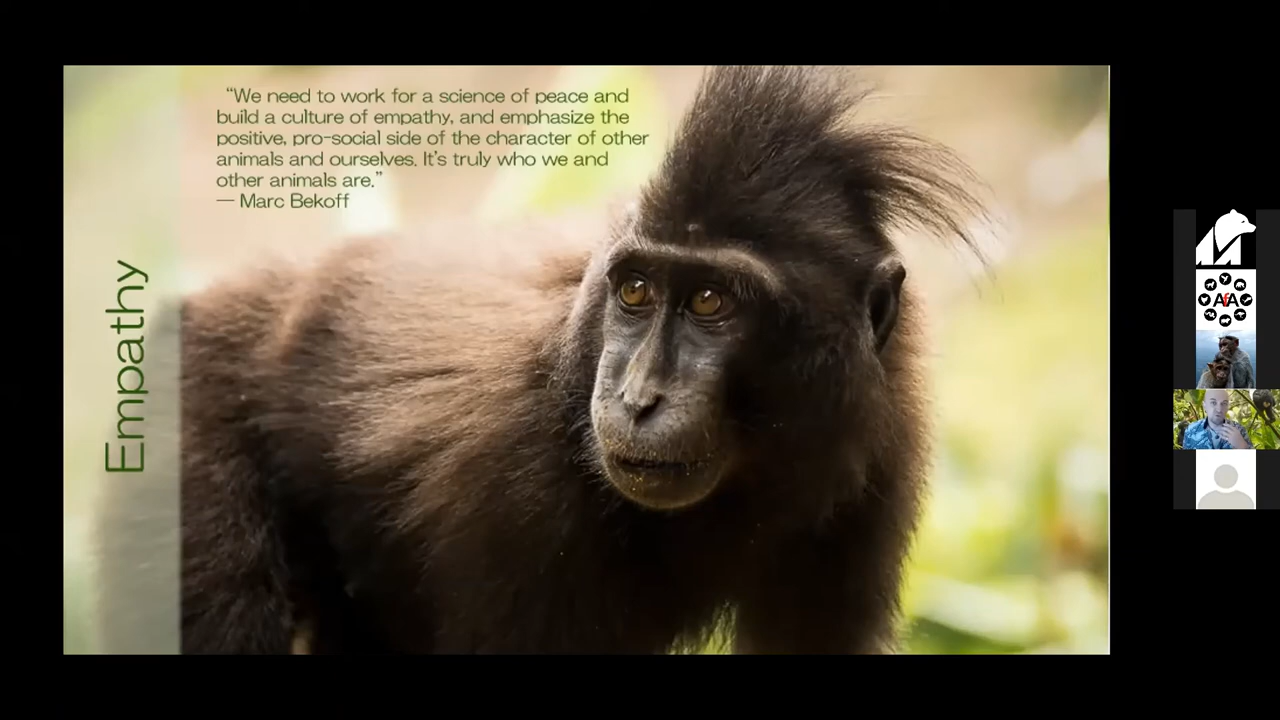 “We need to work for a science of peace and
build a culture of empathy, and emphasize the
positive, pro-social side of the character of other
animals and ourselves. It's truly who we and
other animals are.”
— Marc Bekoff
Empathy
AfA